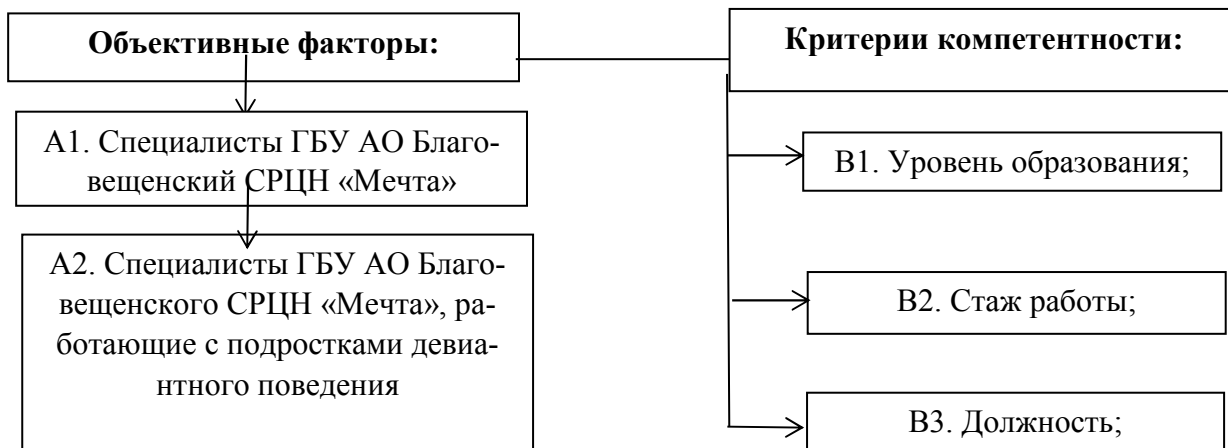 Объективные факторы:
А1. Специалисты ГБУ АО Благо-
вещенский СРЦН «Мечта»
А2. Специалисты ГБУ АО Благо-
вещенского СРЦН «Мечта», ра-
ботающие с подростками девиа-
нтного поведения
Критерии компетентности:
В1. Уровень образования;
В2. Стаж работы;
В3. Должность;